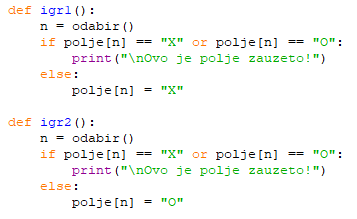 def igr1():
    n = odabir()
    if polje[n] == "X" or polje[n] == "O":
        print("\nOvo je polje zauzeto!")
    else:
        polje[n] = "X"

def igr2():
    n = odabir()
    if polje[n] == "X" or polje[n] == "O":
        print("\nOvo je polje zauzeto!")
    else:
        polje[n] = "O"